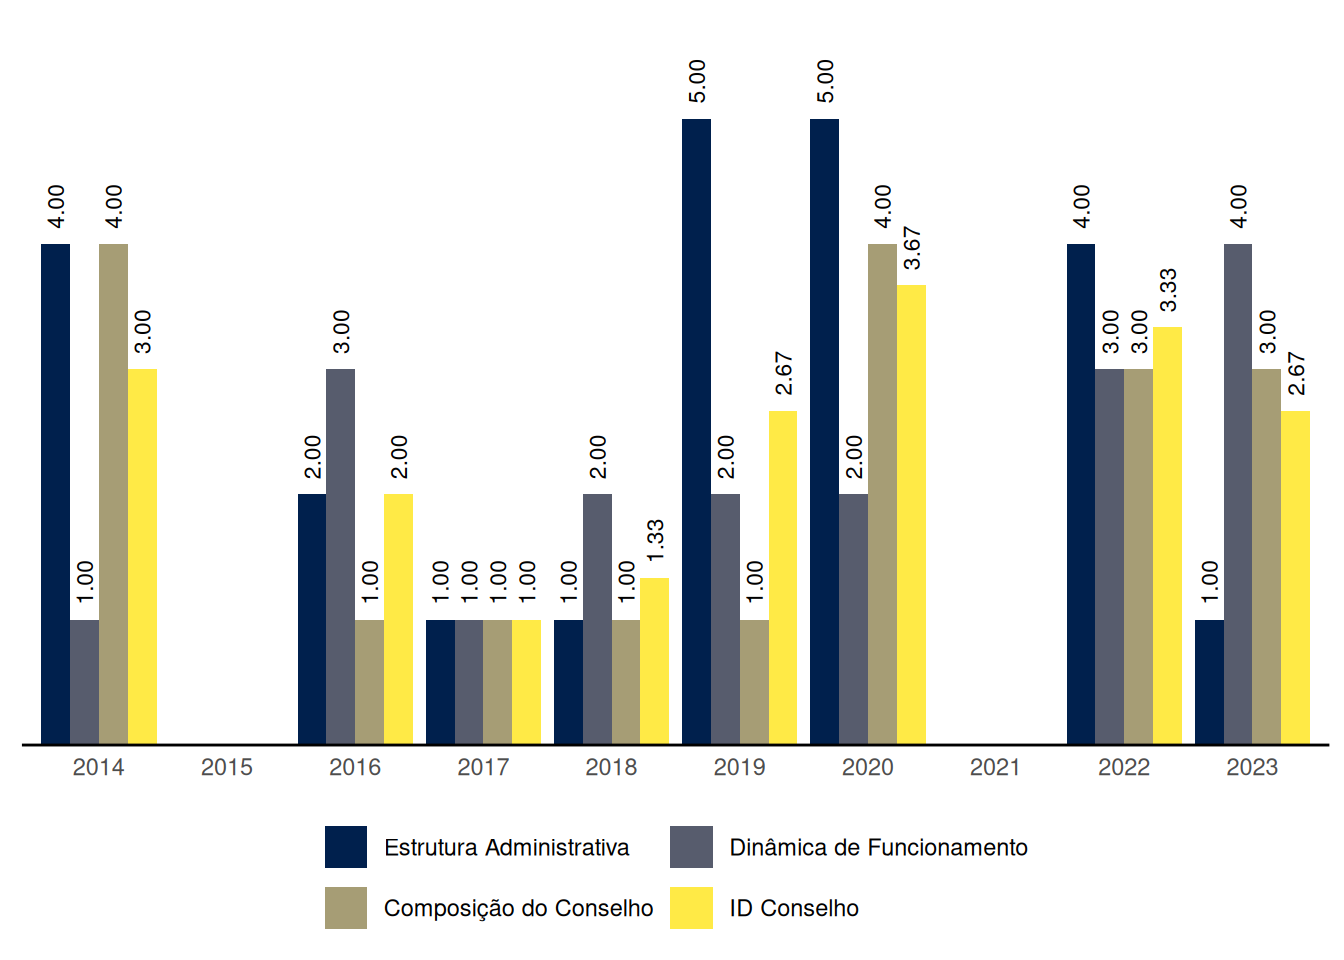 4.00 1.00 4.00 3.00
2.00 3.00 1.00 2.00
1.00 1.00 1.00 1.00
1.00 2.00 1.00 1.33
5.00 2.00 1.00 2.67
5.00 2.00 4.00 3.67
4.00 3.00 3.00 3.33
1.00 4.00 3.00 2.67
2014 2015 2016 2017 2018 2019 2020 2021 2022 2023
Estrutura Administrativa Dinâmica de Funcionamento
Composição do Conselho ID Conselho